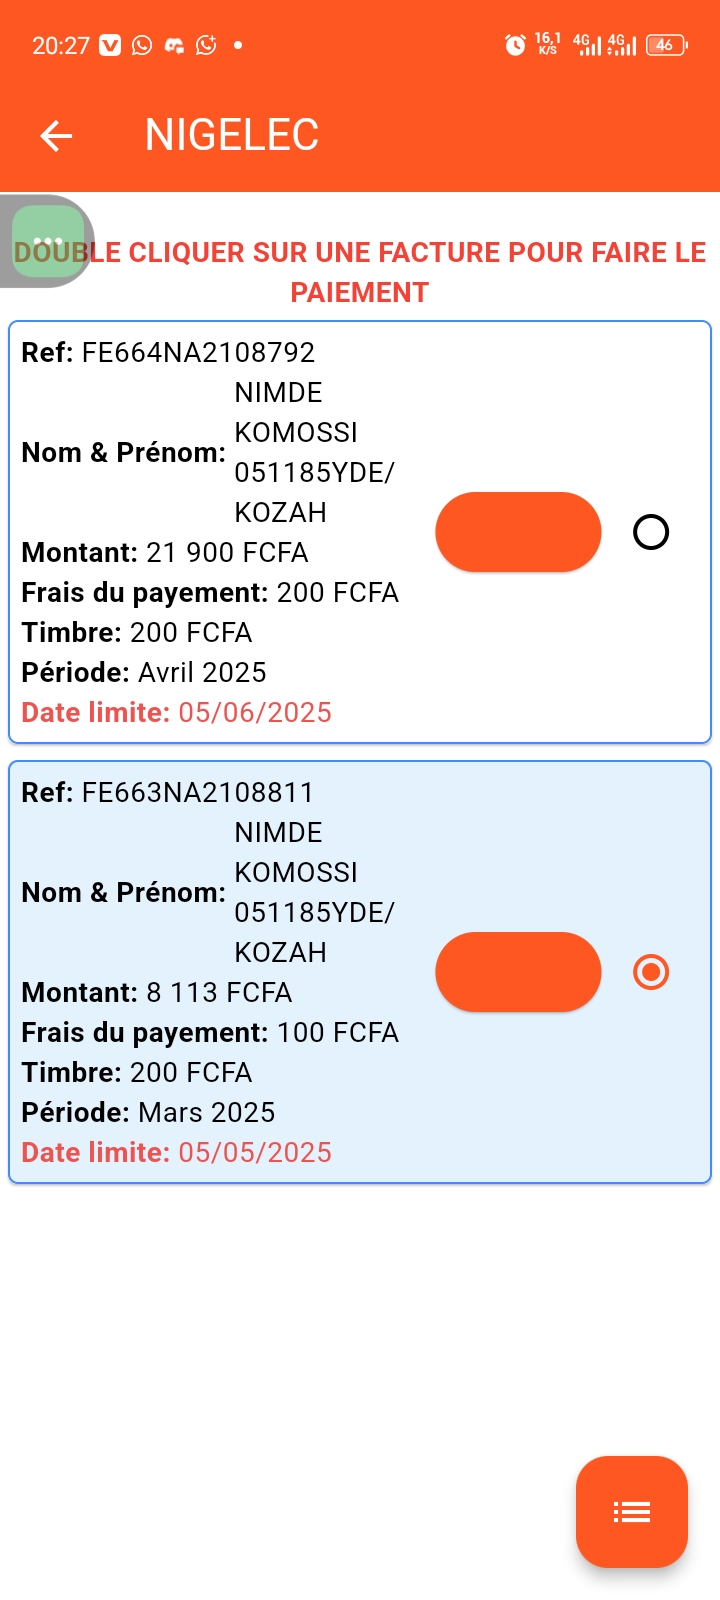 20:27
16,1
K/S
4G
4G
46
NIGELEC
DOUBLE CLIQUER SUR UNE FACTURE POUR FAIRE LE
PAIEMENT
Ref: FE664NA2108792
Nom & Prénom: NIMDE
KOMOSSI
051185YDE/
KOZAH
Montant: 21 900 FCFA
Frais du payement: 200 FCFA
Timbre: 200 FCFA
Période: Avril 2025
Date limite: 05/06/2025
Ref: FE663NA2108811
Nom & Prénom: NIMDE
KOMOSSI
051185YDE/
KOZAH
Montant: 8 113 FCFA
Frais du payement: 100 FCFA
Timbre: 200 FCFA
Période: Mars 2025
Date limite: 05/05/2025